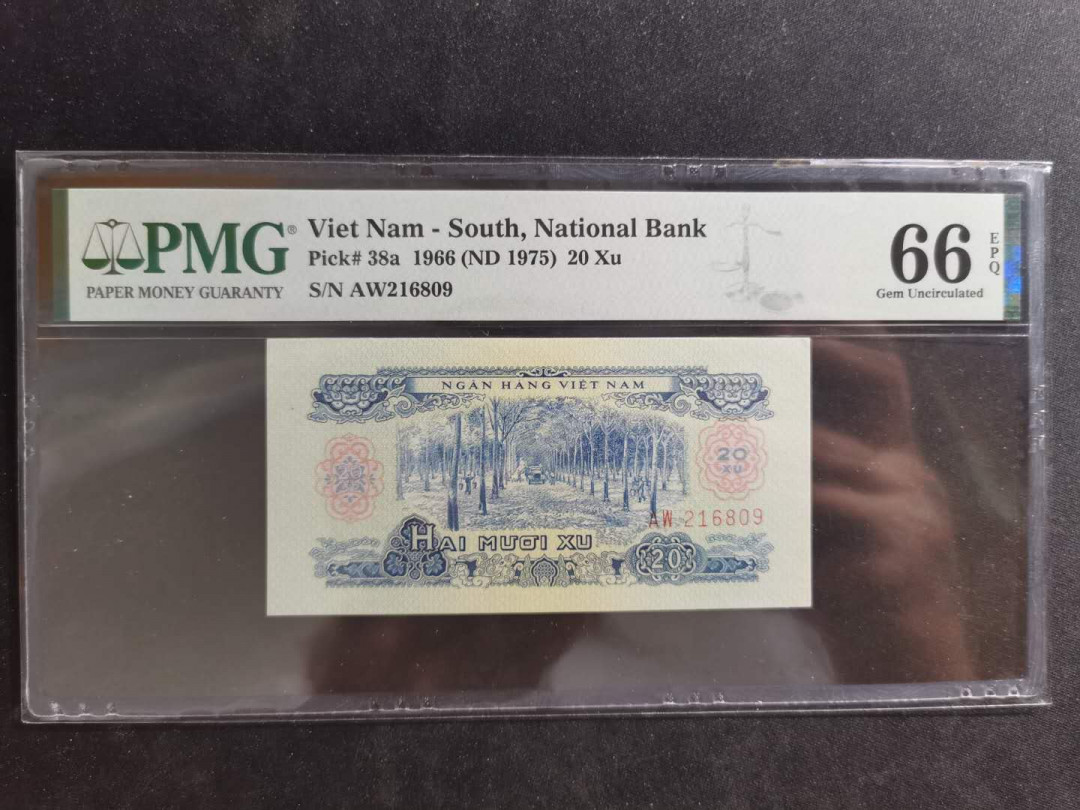 PMG®
PAPER MONEY GUARANTY
Viet Nam - South, National Bank
Pick# 38a 1966 (ND 1975) 20 Xu
S/N AW216809
66
EPQ
Gem Uncirculated
NGÂN HÀNG VIỆT NAM
20
XU
AW 216809
HAI MƯƠI XU
20